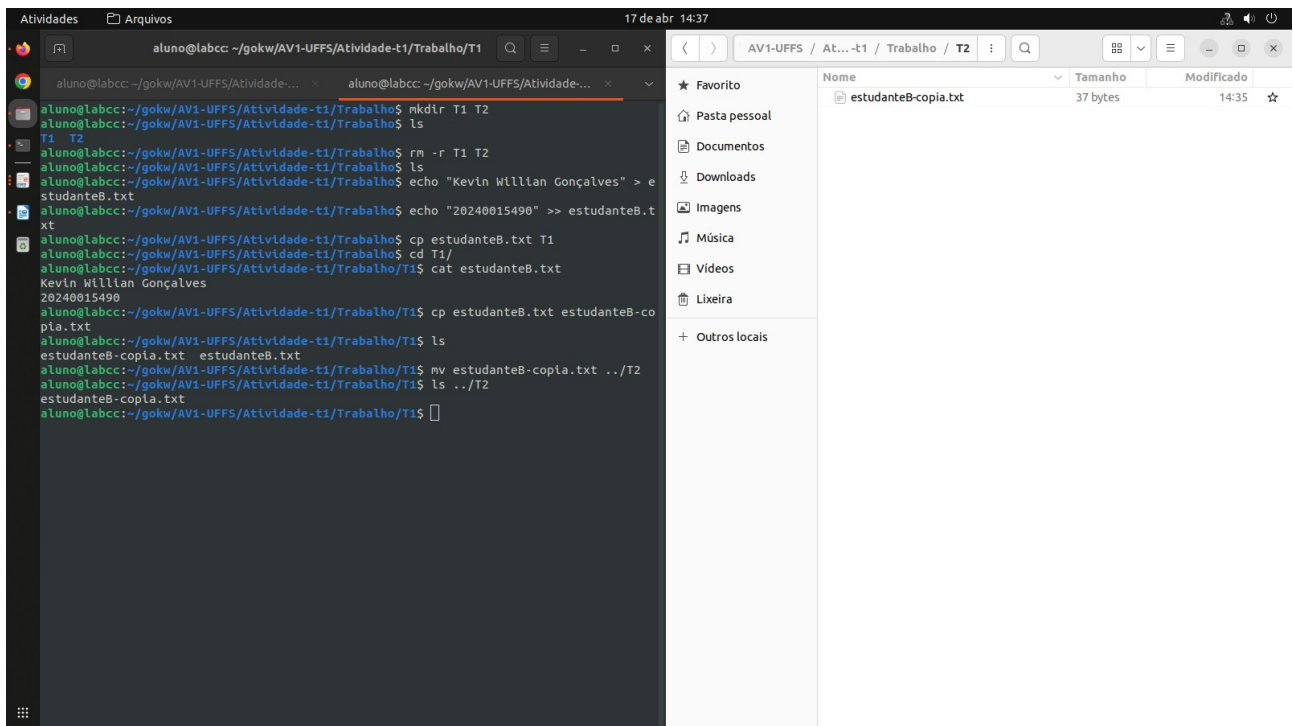 Atividades
Arquivos
17 de abr 14:37
aluno@labcc: ~/gokw/AV1-UFFS/Atividade-t1/Trabalho/T1
aluno@labcc: ~/gokw/AV1-UFFS/Atividade-...
aluno@labcc: ~/gokw/AV1-UFFS/Atividade-...
aluno@labcc:~/gokw/AV1-UFFS/Atividade-t1/Trabalho$ mkdir T1 T2
aluno@labcc:~/gokw/AV1-UFFS/Atividade-t1/Trabalho$ ls
T1 T2
aluno@labcc:~/gokw/AV1-UFFS/Atividade-t1/Trabalho$ rm -r T1 T2
aluno@labcc:~/gokw/AV1-UFFS/Atividade-t1/Trabalho$ ls
aluno@labcc:~/gokw/AV1-UFFS/Atividade-t1/Trabalho$ echo "Kevin Willian Gonçalves" > e
studanteB.txt
aluno@labcc:~/gokw/AV1-UFFS/Atividade-t1/Trabalho$ echo "20240015490" >> estudanteB.t
xt
aluno@labcc:~/gokw/AV1-UFFS/Atividade-t1/Trabalho$ cp estudanteB.txt T1
aluno@labcc:~/gokw/AV1-UFFS/Atividade-t1/Trabalho$ cd T1/
aluno@labcc:~/gokw/AV1-UFFS/Atividade-t1/Trabalho/T1$ cat estudanteB.txt
Kevin Willian Gonçalves
20240015490
aluno@labcc:~/gokw/AV1-UFFS/Atividade-t1/Trabalho/T1$ cp estudanteB.txt estudanteB-co
pia.txt
aluno@labcc:~/gokw/AV1-UFFS/Atividade-t1/Trabalho/T1$ ls
estudanteB-copia.txt estudanteB.txt
aluno@labcc:~/gokw/AV1-UFFS/Atividade-t1/Trabalho/T1$ mv estudanteB-copia.txt ../T2
aluno@labcc:~/gokw/AV1-UFFS/Atividade-t1/Trabalho/T1$ ls ../T2
estudanteB-copia.txt
aluno@labcc:~/gokw/AV1-UFFS/Atividade-t1/Trabalho/T1$
AV1-UFFS / At...-t1 / Trabalho / T2
Favorito
Pasta pessoal
Documentos
Downloads
Imagens
Música
Vídeos
Lixeira
+ Outros locais
Nome Tamanho Modificado
estudanteB-copia.txt 37 bytes 14:35